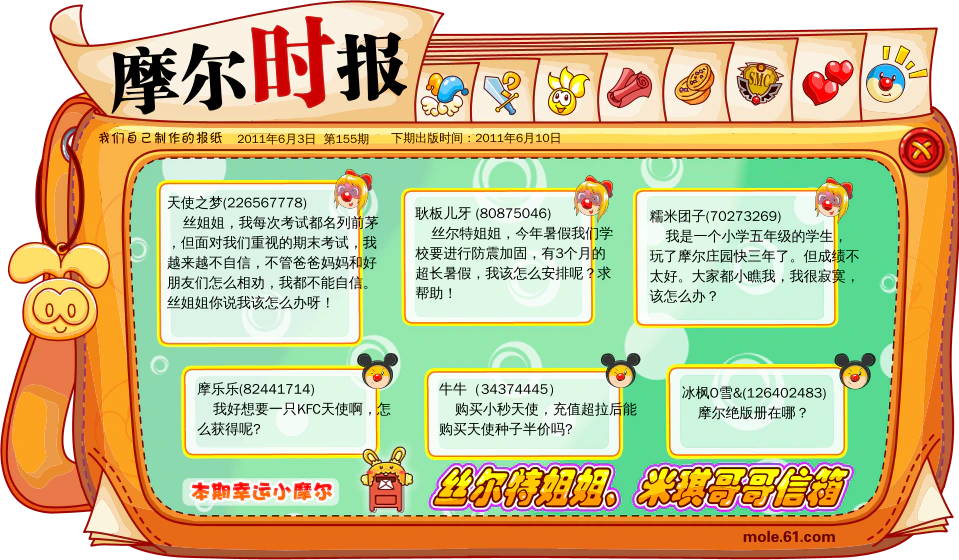 摩尔时报
SMC
我们自己制作的报纸 2011年6月3日 第155期 下期出版时间：2011年6月10日
天使之梦(226567778)
丝姐姐，我每次考试都名列前茅
，但面对我们重视的期末考试，我
越来越不自信，不管爸爸妈妈和好
朋友们怎么相劝，我都不能自信。
丝姐姐你说我该怎么办呀！
耿板儿牙 (80875046)
丝尔特姐姐，今年暑假我们学
校要进行防震加固，有3个月的
超长暑假，我该怎么安排呢？求
帮助！
糯米团子(70273269)
我是一个小学五年级的学生，
玩了摩尔庄园快三年了。但成绩不
太好。大家都小瞧我，我很寂寞，
该怎么办？
摩乐乐(82441714)
我好想要一只KFC天使啊，怎
么获得呢?
牛牛（34374445）
购买小秒天使，充值超拉后能
购买天使种子半价吗?
冰枫0雪&(126402483)
摩尔绝版册在哪？
本期幸运小摩尔
丝尔特姐姐、米琪哥哥信箱
mole.61.com